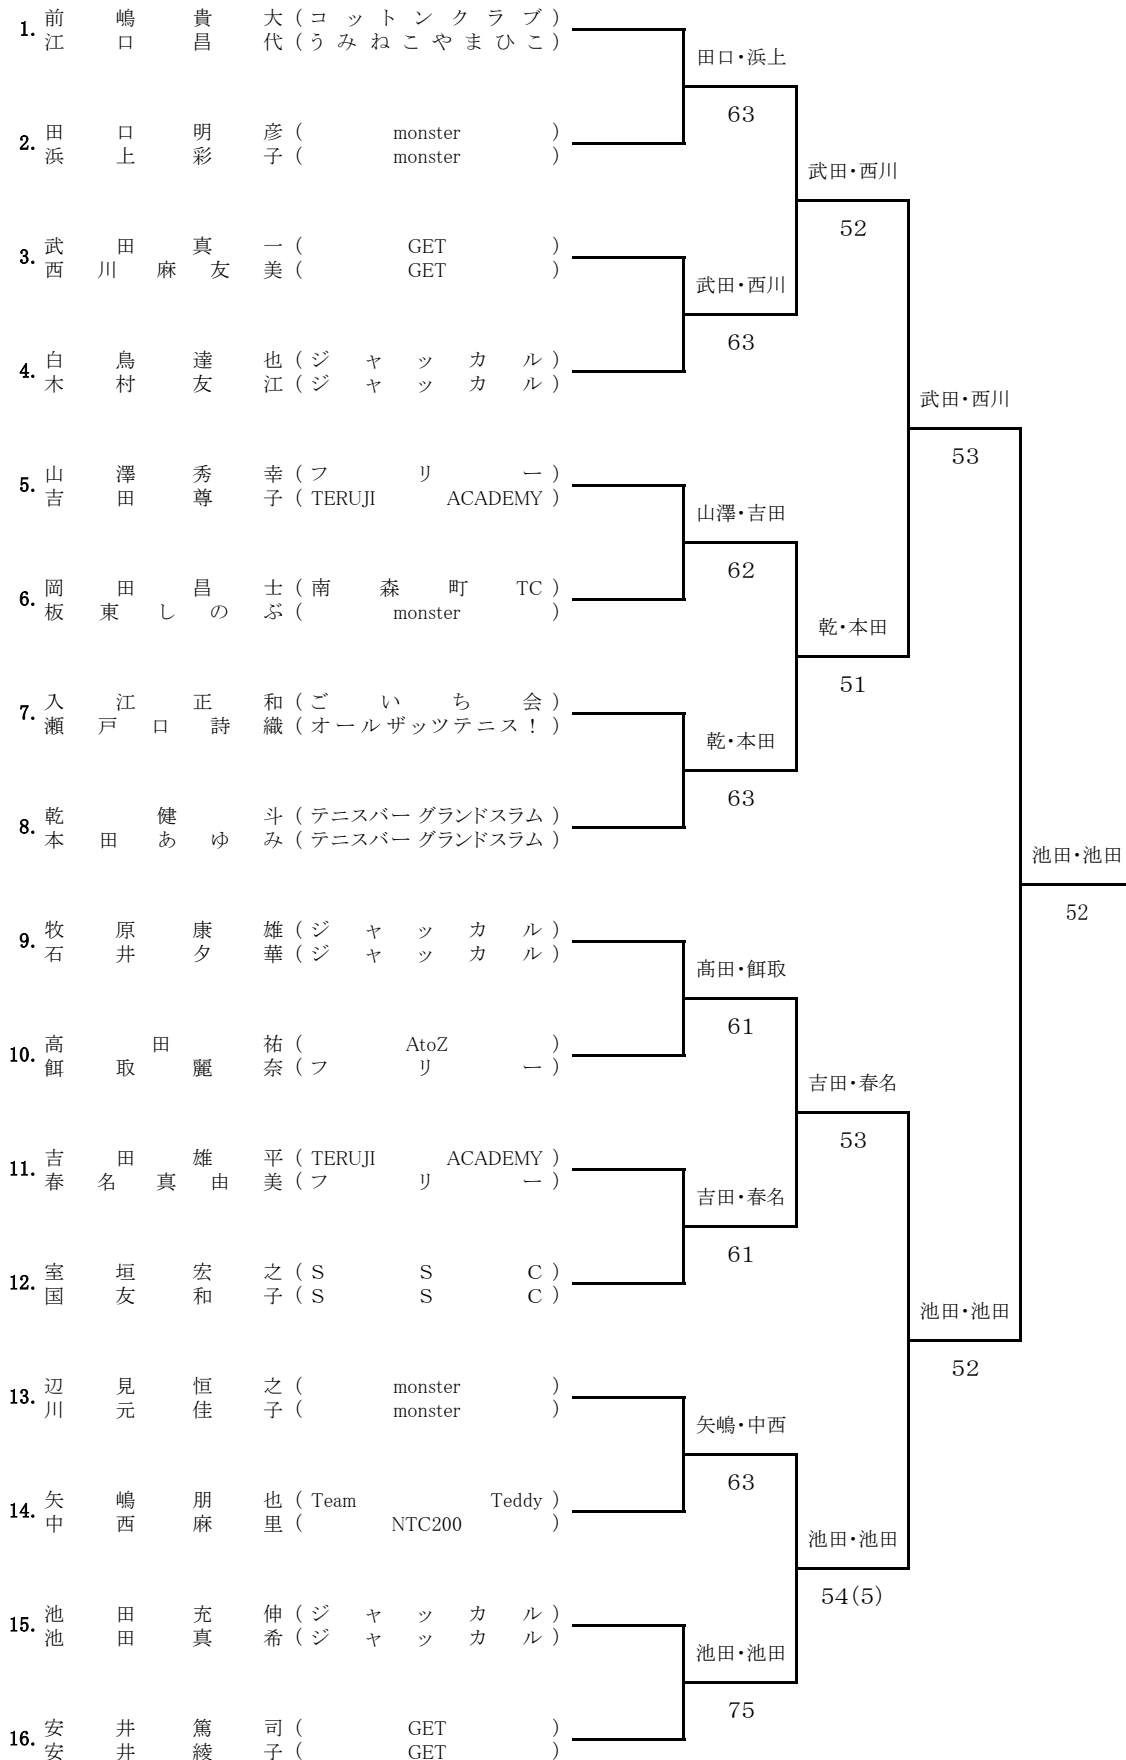 1. 前嶋貴大(コットンクラブ)
江口昌代(うみねこやまひこ)
田口・浜上
63
2. 田口明彦(monster)
浜上彩子(monster)
武田・西川
52
3. 武田真一(GET)
西川麻友美(GET)
武田・西川
63
4. 白鳥達也(ジャッカル)
木村友江(ジャッカル)
武田・西川
53
5. 山澤秀幸(フリー)
吉田尊子(TERUJI ACADEMY)
山澤・吉田
62
6. 岡田昌士(南森町TC)
板東しのぶ(monster)
乾・本田
51
7. 入江正和(ごいち会)
瀬戸口詩織(オールザッツテニス!)
乾・本田
63
8. 乾健斗(テニスバー グランドスラム)
本田あゆみ(テニスバー グランドスラム)
池田・池田
52
9. 牧原康雄(ジャッカル)
石井夕華(ジャッカル)
髙田・餌取
61
10. 高田祐(AtoZ)
餌取麗奈(フリー)
吉田・春名
53
11. 吉田雄平(TERUJI ACADEMY)
春名真由美(フリー)
吉田・春名
61
12. 室垣宏之(SSC)
国友和子(SSC)
池田・池田
52
13. 辺見恒之(monster)
川元佳子(monster)
矢嶋・中西
63
14. 矢嶋朋也(Team Teddy)
中西麻里(NTC200)
池田・池田
54(5)
15. 池田充伸(ジャッカル)
池田真希(ジャッカル)
池田・池田
75
16. 安井篤司(GET)
安井綾子(GET)